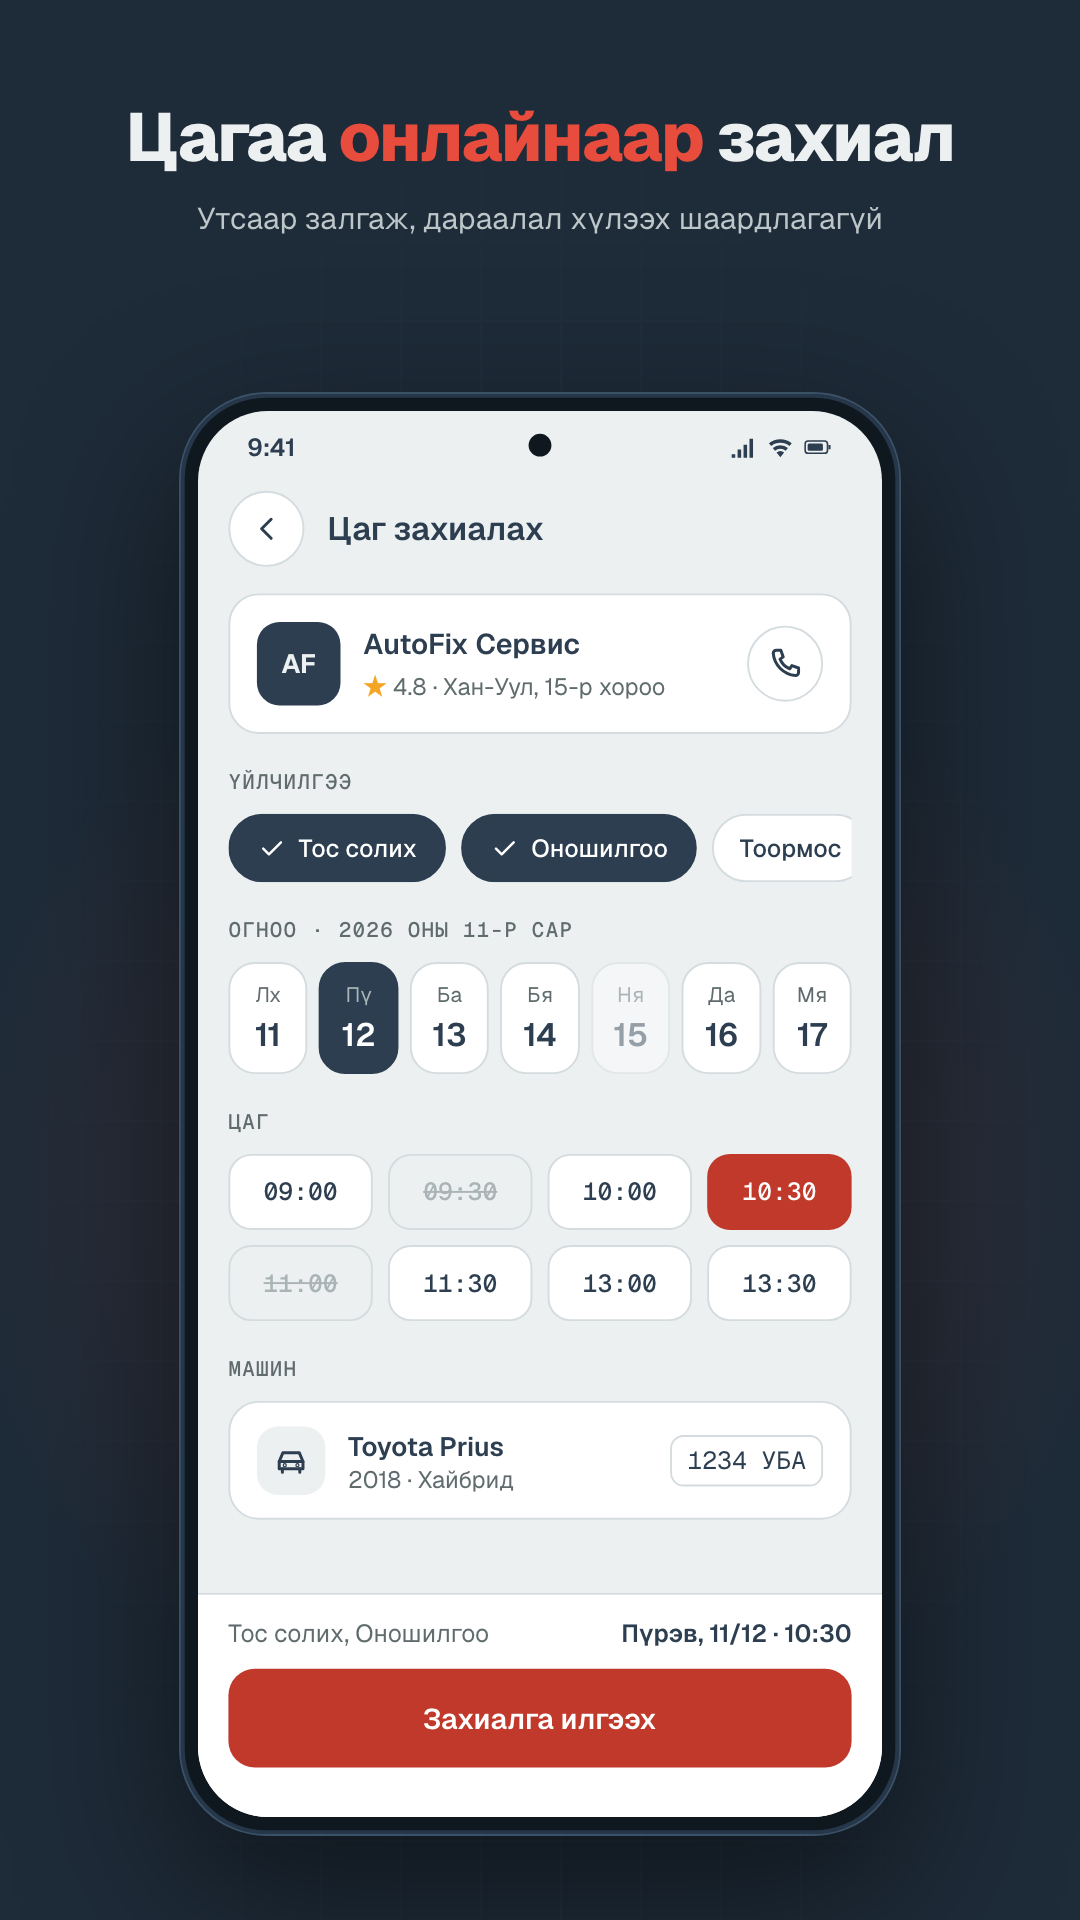 Цагаа онлайнаар захиал
Утсаар залгаж, дараалал хүлээх шаардлагагүй
9:41
Цаг захиалах
AF
AutoFix Сервис
★ 4.8 · Хан-Уул, 15-р хороо
ҮЙЛЧИЛГЭЭ
Тос солих Оношилгоо Тоормос
ОГНОО · 2026 ОНЫ 11-Р САР
Лх Пү Ба Бя Ня Да Мя
11 12 13 14 15 16 17
ЦАГ
09:00 09:30 10:00 10:30
11:00 11:30 13:00 13:30
МАШИН
Toyota Prius
2018 · Хайбрид
1234 УБА
Тос солих, Оношилгоо Пүрэв, 11/12 · 10:30
Захиалга илгээх